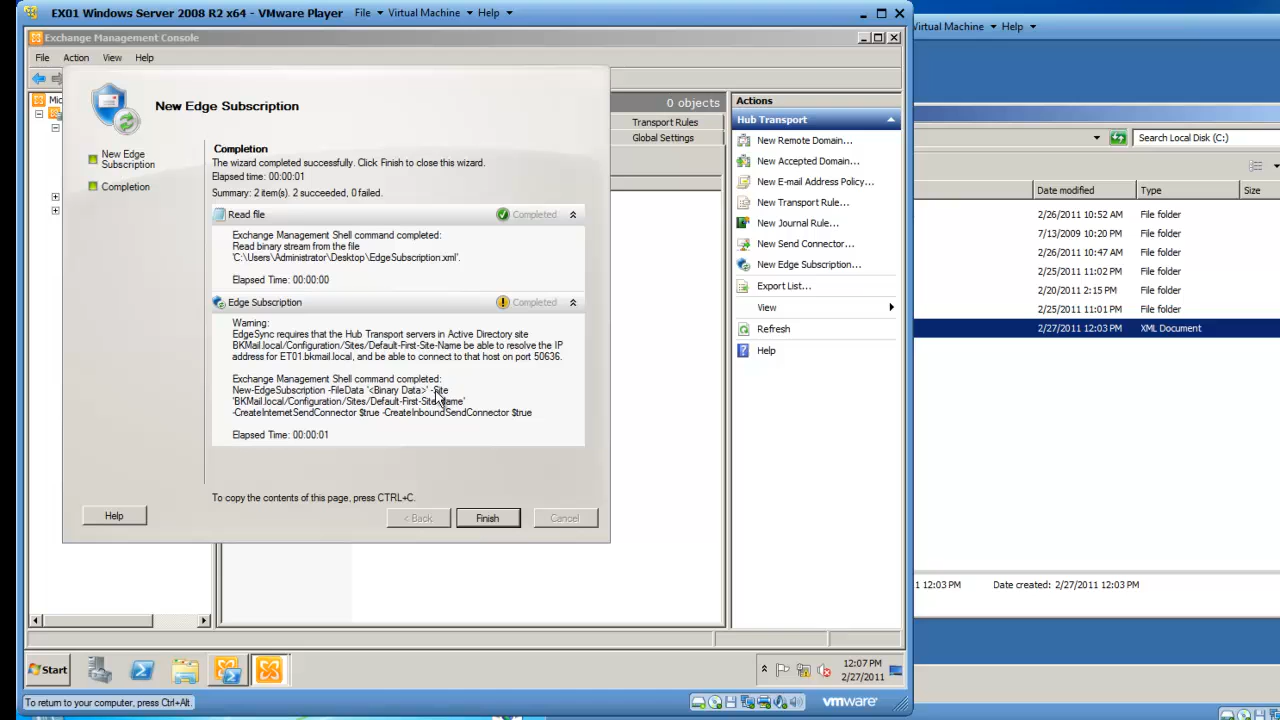 EX01 Windows Server 2008 R2 x64 - VMware Player File Virtual Machine Help
Virtual Machine Help
Exchange Management Console
File Action View Help
New Edge Subscription
New Edge
Subscription
Completion
Completion
The wizard completed successfully. Click Finish to close this wizard.
Elapsed time: 00:00:01
Summary: 2 item(s). 2 succeeded, 0 failed.
Read file Completed
Exchange Management Shell command completed:
Read binary stream from the file
'C:\Users\Administrator\Desktop\EdgeSubscription.xml'.
Elapsed Time: 00:00:00
Edge Subscription Completed
Warning:
EdgeSync requires that the Hub Transport servers in Active Directory site
BKMail.local/Configuration/Sites/Default-First-Site-Name be able to resolve the IP
address for ET01.bkmail.local, and be able to connect to that host on port 50636.
Exchange Management Shell command completed:
New-EdgeSubscription -FileData '<Binary Data>' -Site
'BKMail.local/Configuration/Sites/Default-First-Site-Name'
-CreateInternetSendConnector $true -CreateInboundSendConnector $true
Elapsed Time: 00:00:01
To copy the contents of this page, press CTRL+C.
Help
< Back
Finish
Cancel
0 objects
Transport Rules
Global Settings
Actions
Hub Transport
New Remote Domain...
New Accepted Domain...
New E-mail Address Policy...
New Transport Rule...
New Journal Rule...
New Send Connector...
New Edge Subscription...
Export List...
View
Refresh
Help
Search Local Disk (C:)
Date modified Type Size
2/26/2011 10:52 AM File folder
7/13/2009 10:20 PM File folder
2/26/2011 10:47 AM File folder
2/25/2011 11:02 PM File folder
2/20/2011 2:15 PM File folder
2/25/2011 11:01 PM File folder
2/27/2011 12:03 PM XML Document
1 12:03 PM Date created: 2/27/2011 12:03 PM
Start
12:07 PM
2/27/2011
To return to your computer, press Ctrl+Alt.
vmware